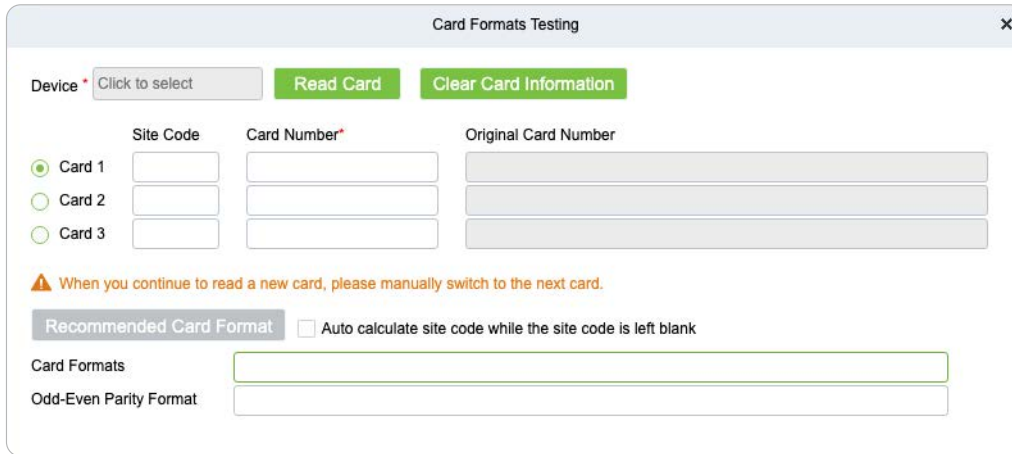 Card Formats Testing
Device * Click to select Read Card Clear Card Information
Site Code Card Number* Original Card Number
Card 1
Card 2
Card 3
When you continue to read a new card, please manually switch to the next card.
Recommended Card Format Auto calculate site code while the site code is left blank
Card Formats
Odd-Even Parity Format